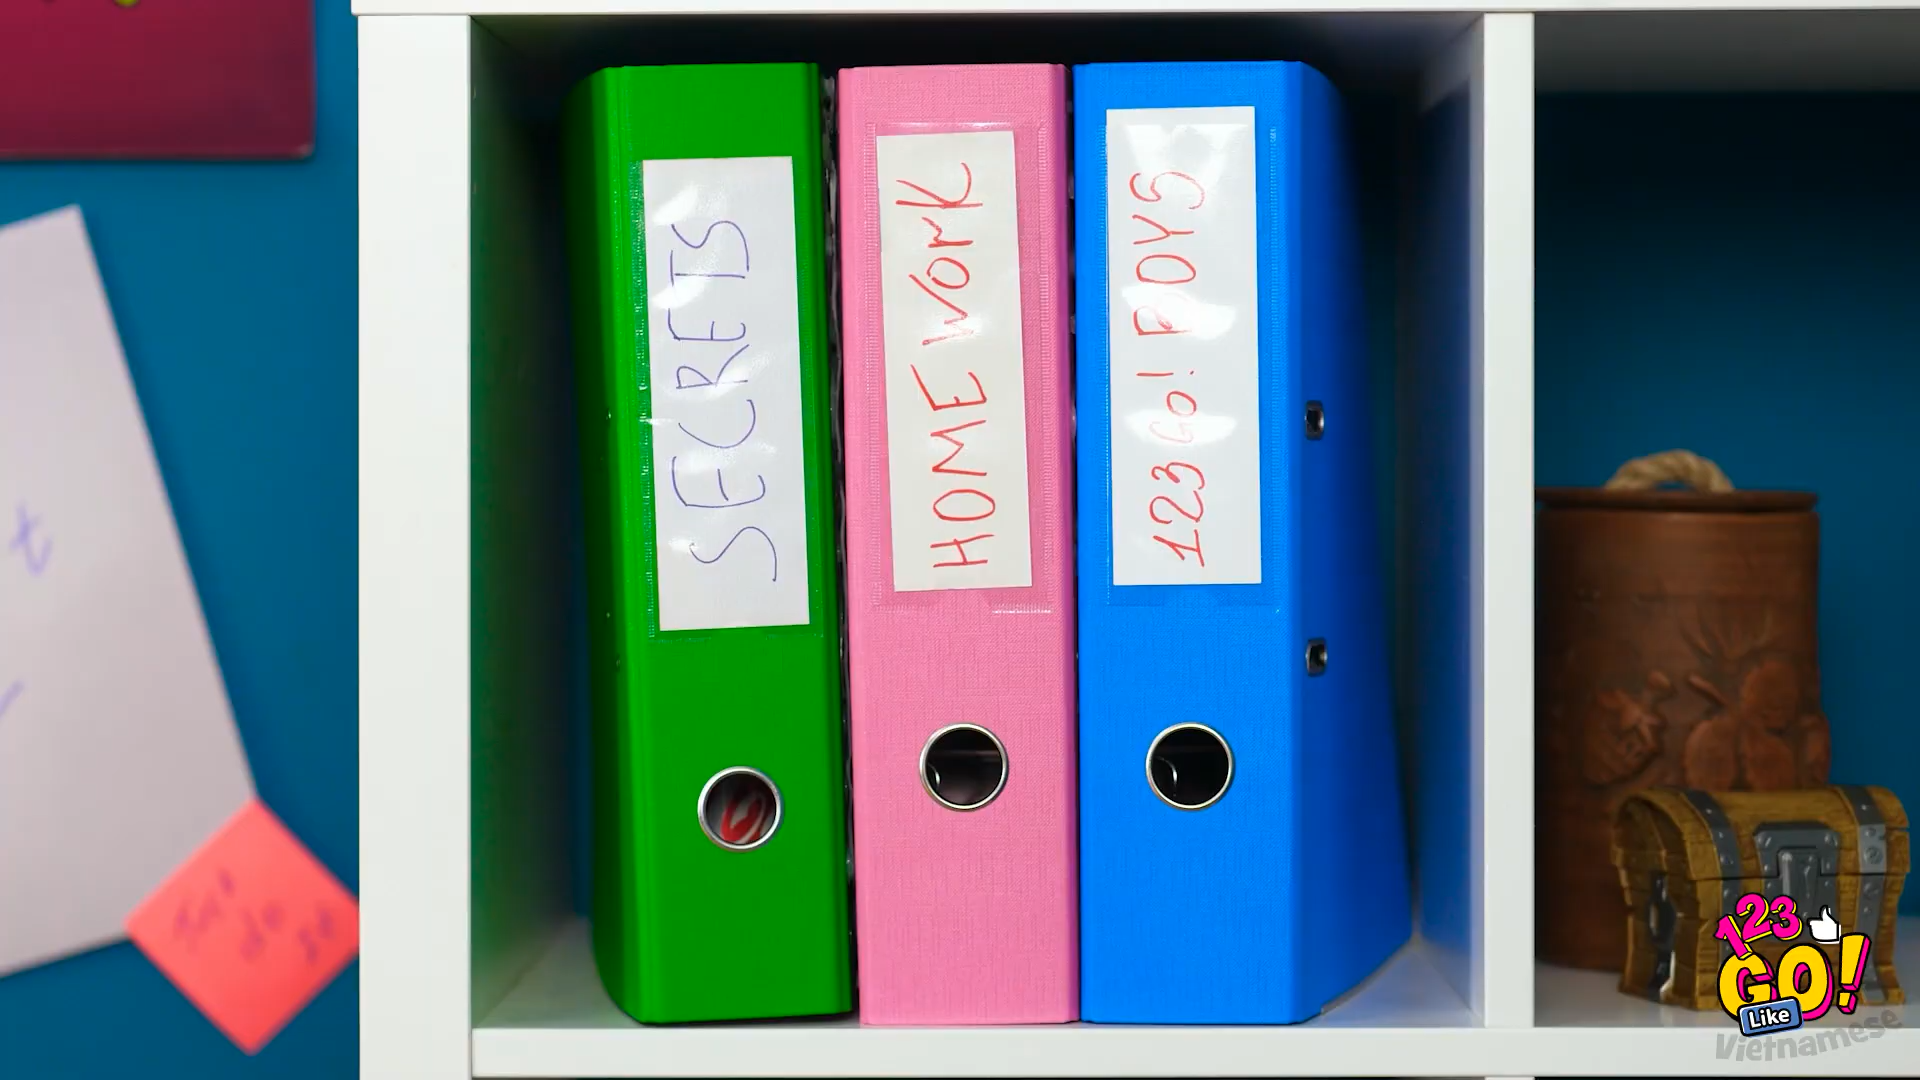 SECRETS
HOME WORK
123 GO! BOYS
t
123
GO!
Like
Vietnamese